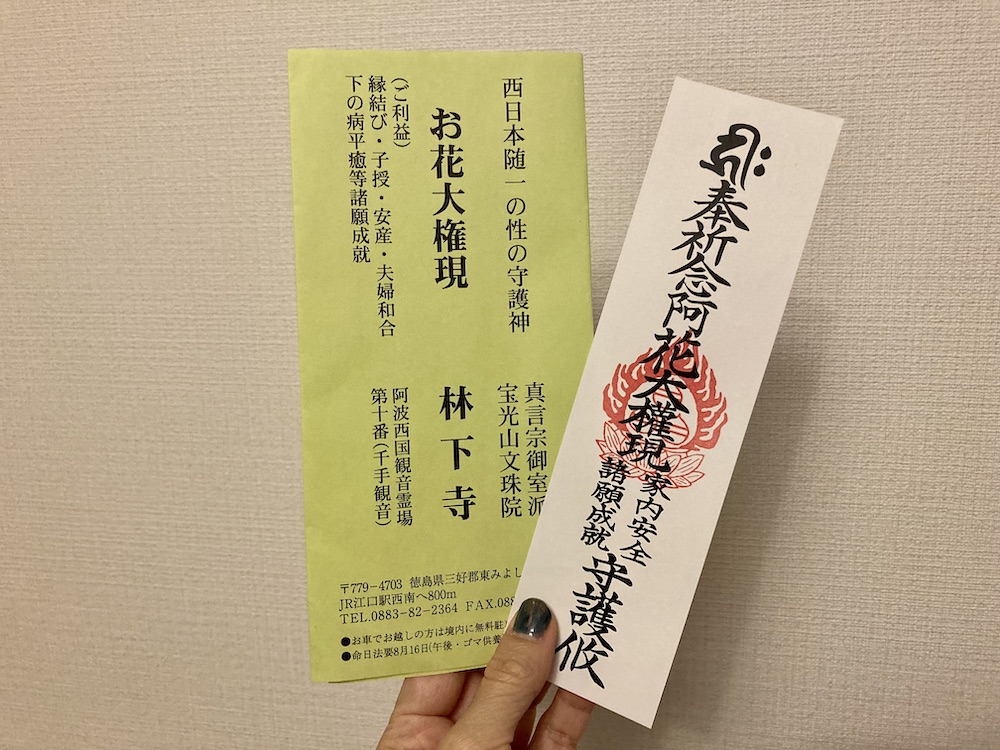 西日本随一の性の守護神
お花大権現
(ご利益)
縁結び・子授・安産・夫婦和合
下の病平癒等諸願成就
真言宗御室派
宝光山文珠院
林下寺
阿波西国観音霊場
第十番(千手観音)
〒779-4703 徳島県三好郡東みよし
JR江口駅西南へ800m
TEL.0883-82-2364 FAX.088
●お車でお越しの方は境内に無料駐
●命日法要8月16日(午後・ゴマ供養
奉祈念阿花大權現
家内安全
諸願成就
守護攸